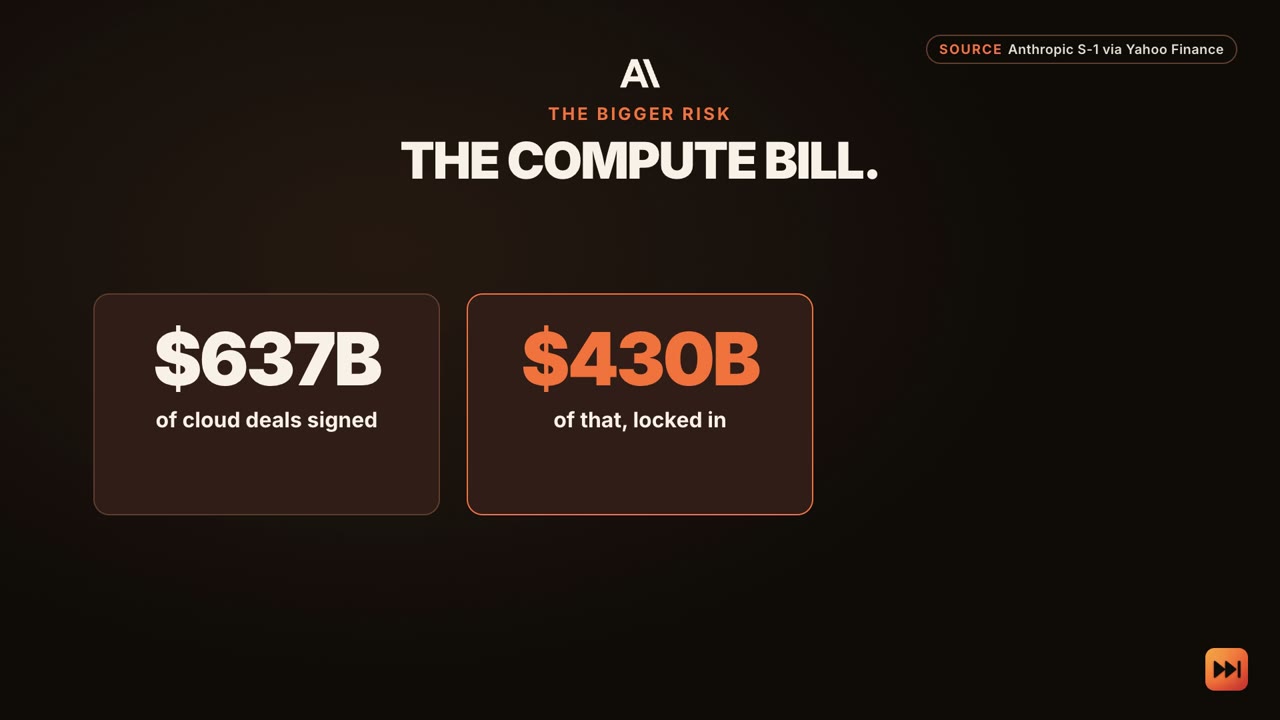 SOURCE Anthropic S-1 via Yahoo Finance
A\
THE BIGGER RISK
THE COMPUTE BILL.
$637B
of cloud deals signed
$430B
of that, locked in